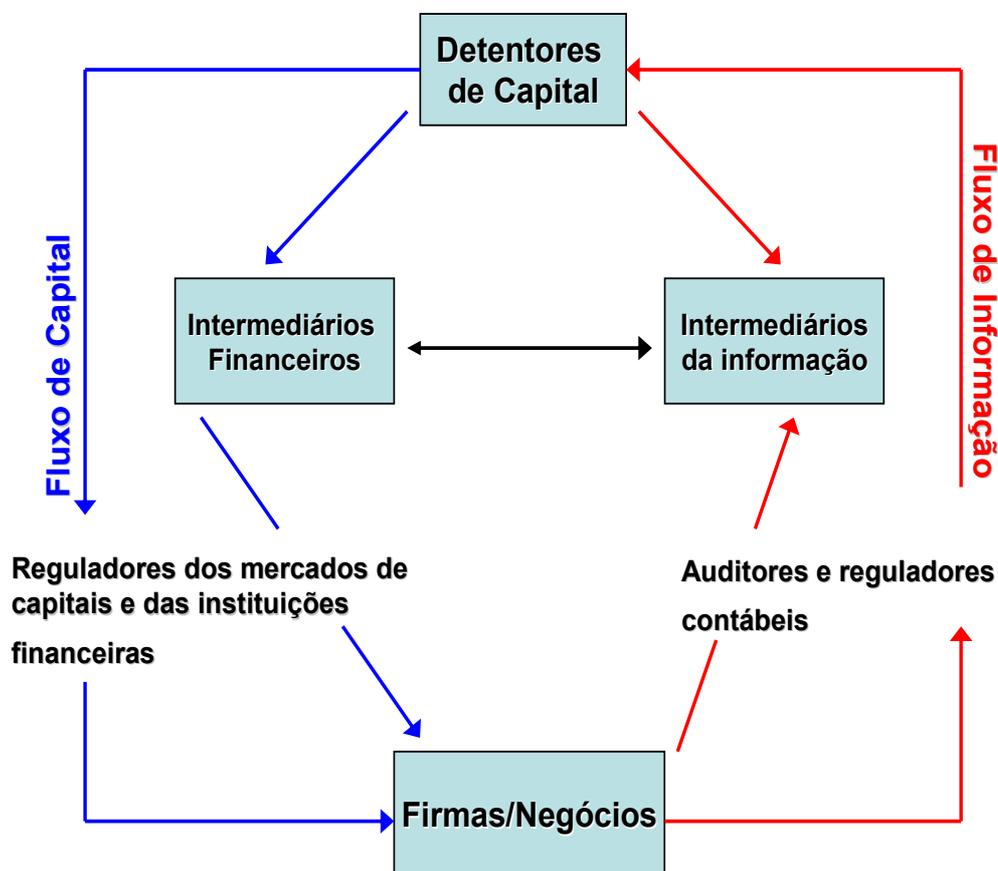 Detentores
de Capital
Fluxo de Capital
Fluxo de Informação
Intermediários
Financeiros
Intermediários
da informação
Reguladores dos mercados de
capitais e das instituições
financeiras
Auditores e reguladores
contábeis
Firmas/Negócios